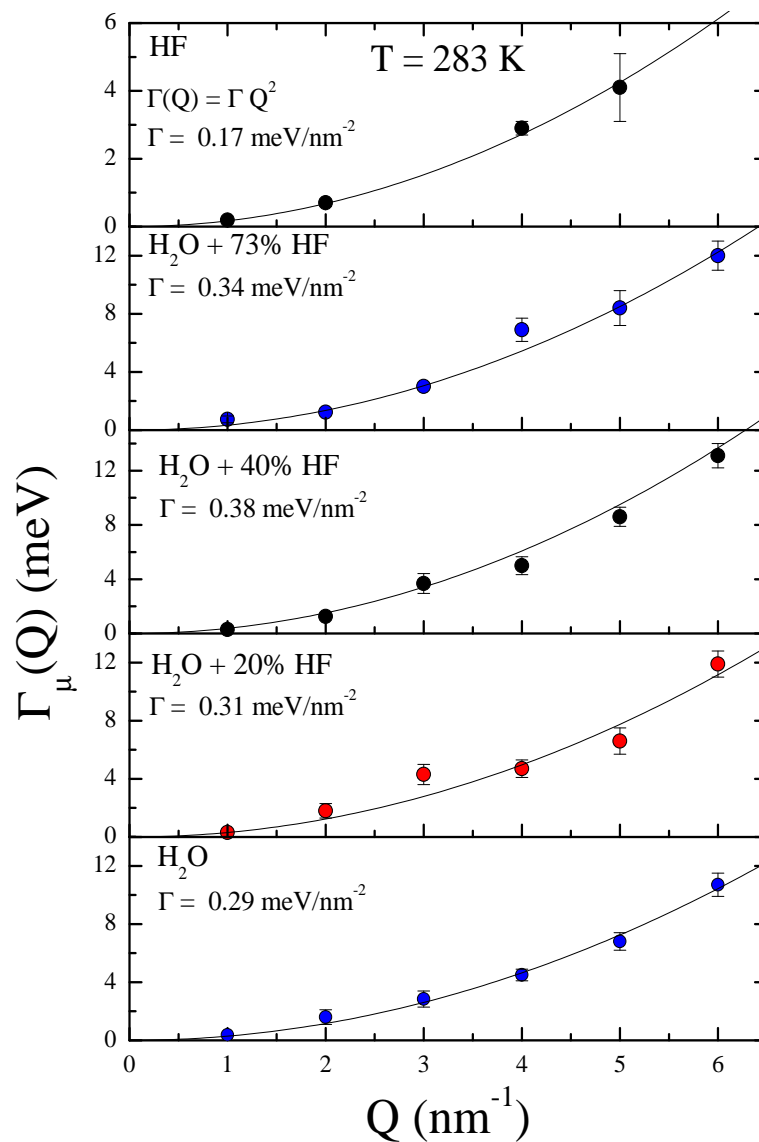 HF
T = 283 K
Γ(Q) = Γ Q²
Γ = 0.17 meV/nm⁻²
6
4
2
0
H₂O + 73% HF
Γ = 0.34 meV/nm⁻²
12
8
4
0
H₂O + 40% HF
Γ = 0.38 meV/nm⁻²
12
8
4
0
H₂O + 20% HF
Γ = 0.31 meV/nm⁻²
12
8
4
0
H₂O
Γ = 0.29 meV/nm⁻²
12
8
4
0
Γμ(Q) (meV)
0 1 2 3 4 5 6
Q (nm⁻¹)